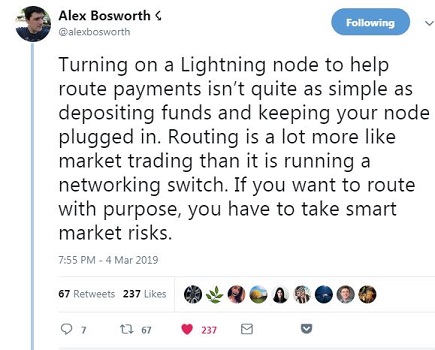 Alex Bosworth
@alexbosworth
Following
Turning on a Lightning node to help
route payments isn’t quite as simple as
depositing funds and keeping your node
plugged in. Routing is a lot more like
market trading than it is running a
networking switch. If you want to route
with purpose, you have to take smart
market risks.
7:55 PM - 4 Mar 2019
67 Retweets 237 Likes
7 67 237